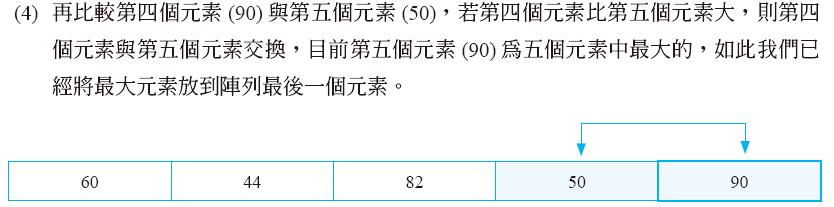 (4) 再比較第四個元素 (90) 與第五個元素 (50)，若第四個元素比第五個元素大，則第四
個元素與第五個元素交換，目前第五個元素 (90) 為五個元素中最大的，如此我們已
經將最大元素放到陣列最後一個元素。
60 44 82 50 90